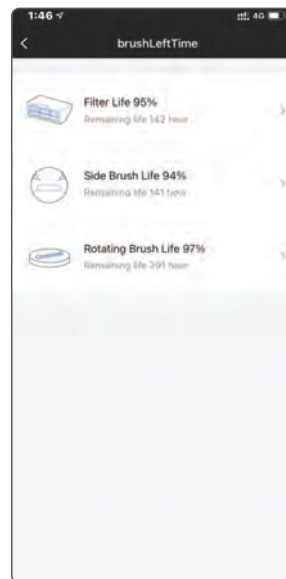 1:46
4G
brushLeftTime
Filter Life 95%
Remaining life 142 hour
Side Brush Life 94%
Remaining life 141 hour
Rotating Brush Life 97%
Remaining life 291 hour